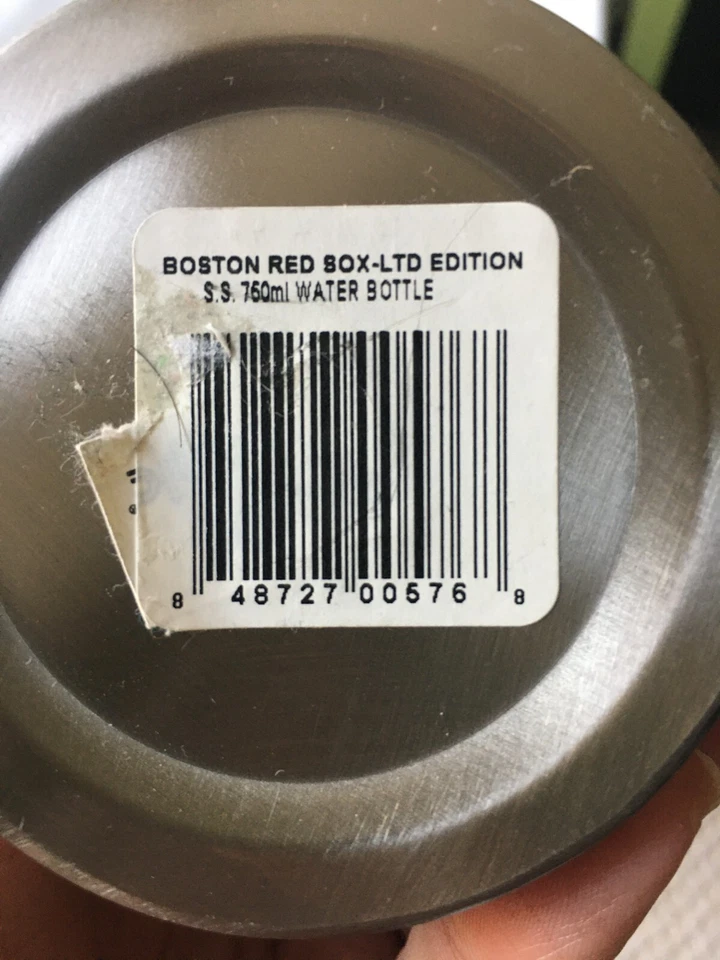 BOSTON RED SOX-LTD EDITION
S.S. 750ml WATER BOTTLE
8 48727 00576 8